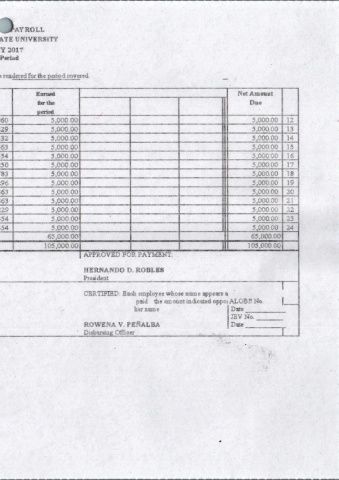 PAYROLL
ATE UNIVERSITY
Y 2017
Period
rendered for the period covered.
Earned for the period Net Amount Due
60 5,000.00 5,000.00 12
29 5,000.00 5,000.00 13
32 5,000.00 5,000.00 14
63 5,000.00 5,000.00 15
54 5,000.00 5,000.00 16
50 5,000.00 5,000.00 17
83 5,000.00 5,000.00 18
96 5,000.00 5,000.00 19
63 5,000.00 5,000.00 20
63 5,000.00 5,000.00 21
29 5,000.00 5,000.00 22
54 5,000.00 5,000.00 23
54 5,000.00 5,000.00 24
65,000.00 65,000.00
105,000.00 105,000.00
APPROVED FOR PAYMENT:
HERNANDO D. ROBLES
President
CERTIFIED: Each employee whose name appears a
paid the amount indicated oppo ALOBS No.
her name Date
JEV No.
ROWENA V. PEÑALBA Date
Disbursing Officer